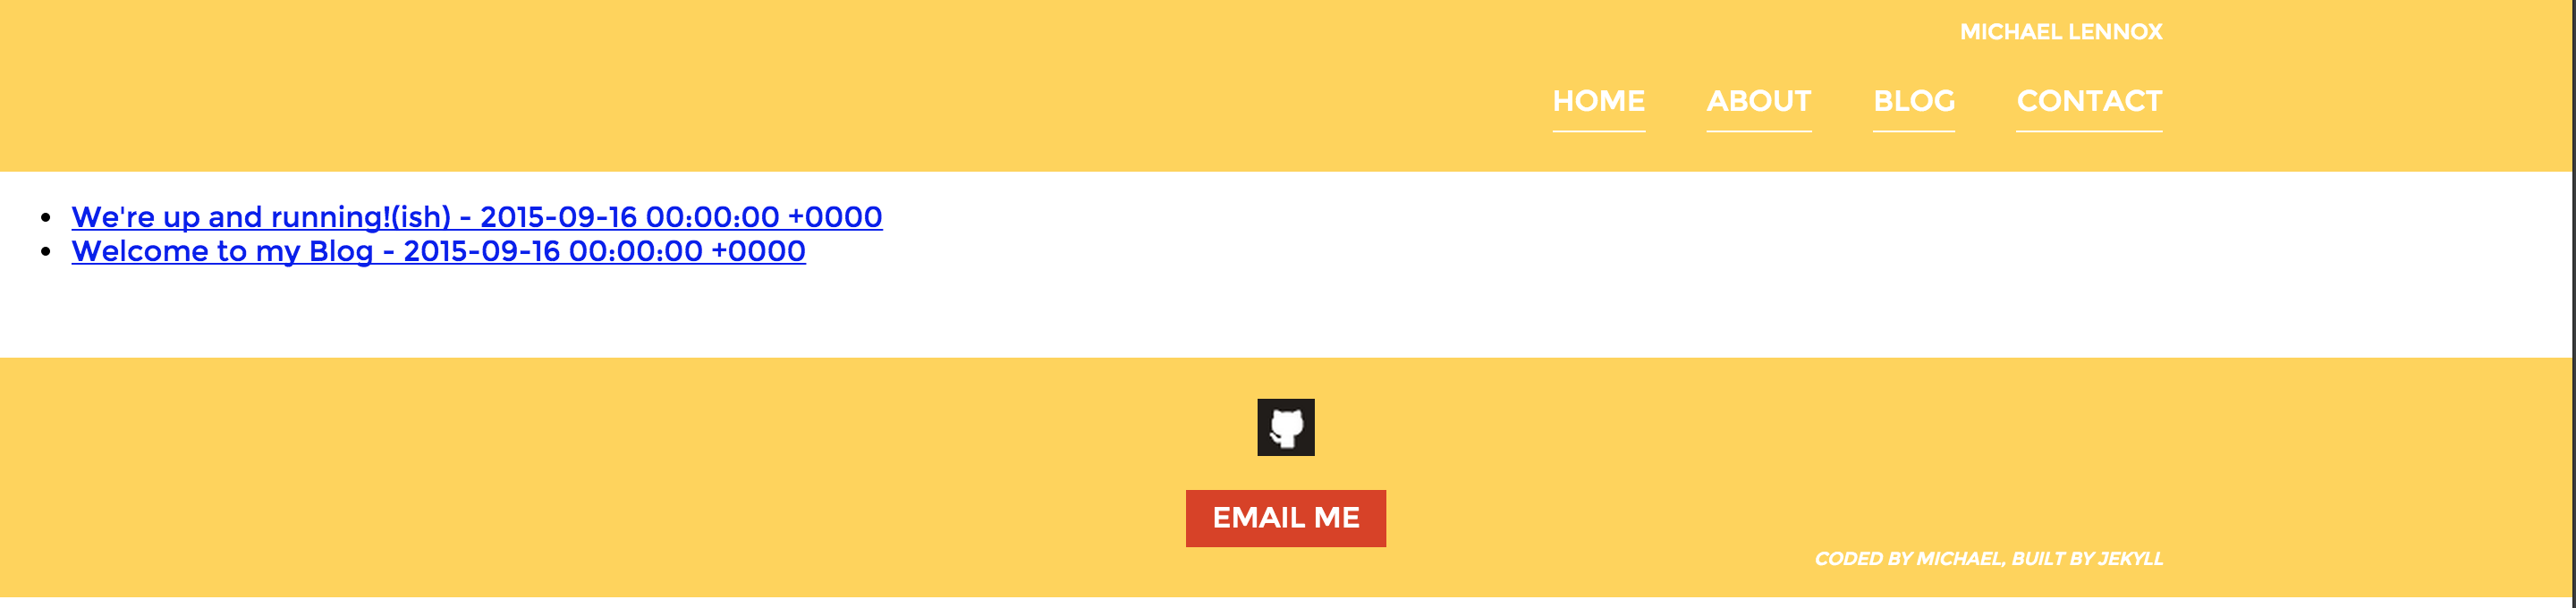 MICHAEL LENNOX
HOME ABOUT BLOG CONTACT
We're up and running!(ish) - 2015-09-16 00:00:00 +0000
Welcome to my Blog - 2015-09-16 00:00:00 +0000
EMAIL ME
CODED BY MICHAEL, BUILT BY JEKYLL